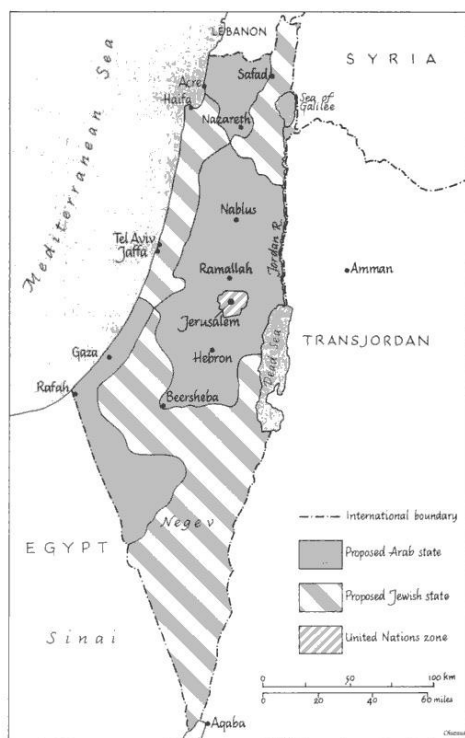 LEBANON
SYRIA
Mediterranean Sea
Safad
Acre
Haifa
Sea of
Galilee
Nazareth
Nablus
Tel Aviv
Jaffa
Jordan R.
Amman
Ramallah
Jerusalem
TRANSJORDAN
Gaza
Hebron
Dead Sea
Rafah
Beersheba
International boundary
Negev
EGYPT
Proposed Arab state
Proposed Jewish state
Sinai
United Nations zone
0 50 100 km
0 20 40 60 miles
Aqaba